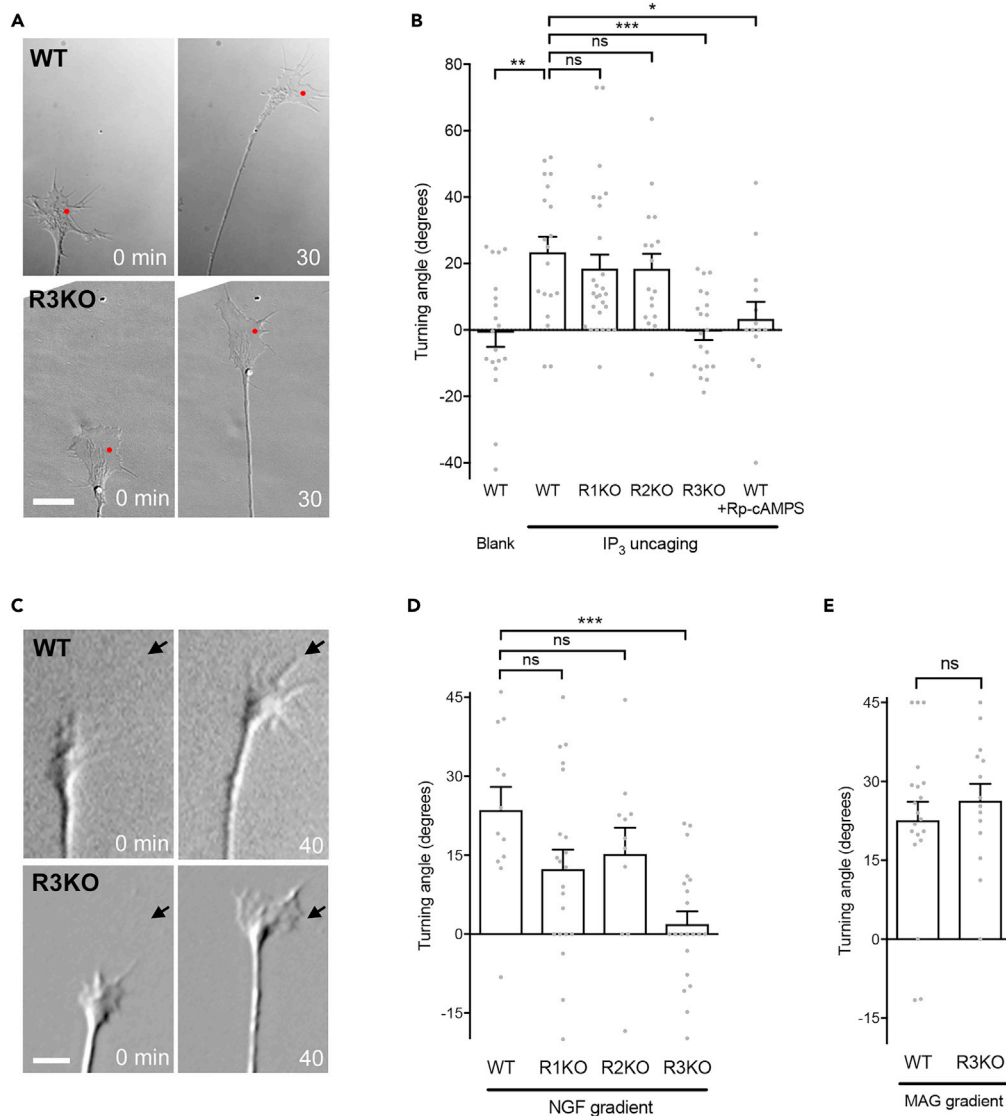 A
WT
0 min
30
R3KO
0 min
30
B
*
***
ns
** ns
Turning angle (degrees)
80
60
40
20
0
-20
-40
WT WT R1KO R2KO R3KO WT
+Rp-cAMPS
Blank IP3 uncaging
C
WT
0 min
40
R3KO
0 min
40
D
***
ns
ns
Turning angle (degrees)
45
30
15
0
-15
WT R1KO R2KO R3KO
NGF gradient
E
ns
Turning angle (degrees)
45
30
15
0
-15
WT R3KO
MAG gradient